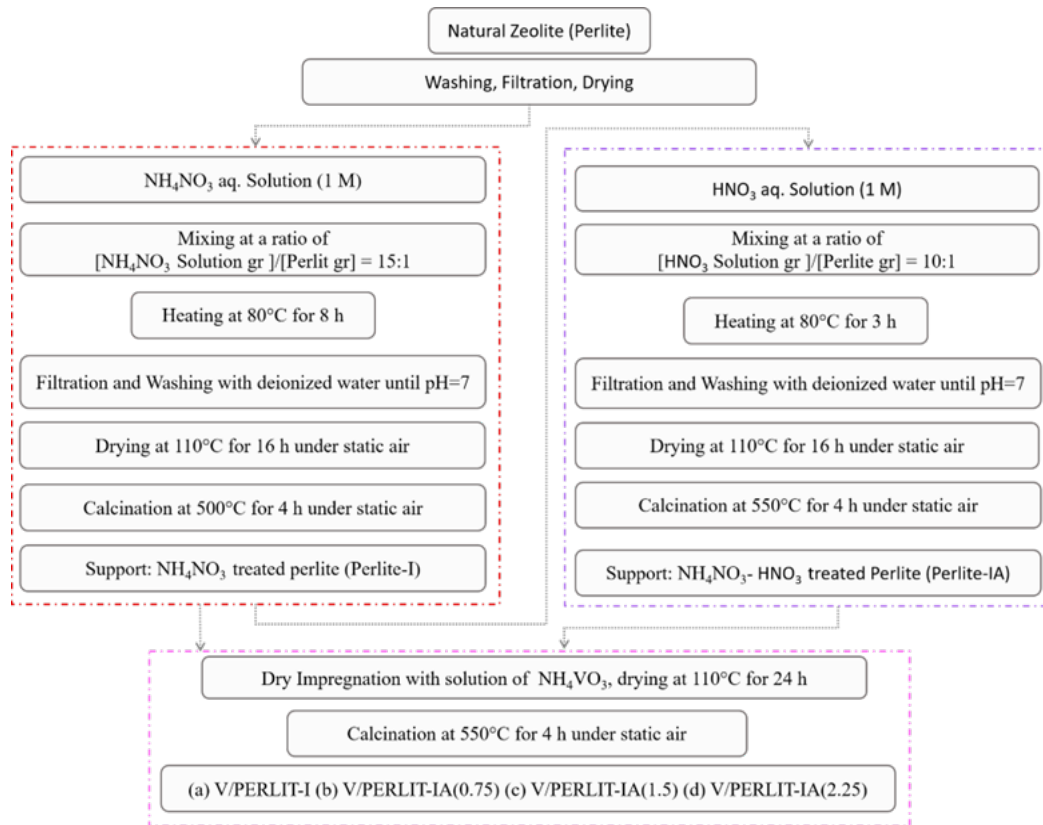 Natural Zeolite (Perlite)
Washing, Filtration, Drying
NH₄NO₃ aq. Solution (1 M)
Mixing at a ratio of
[NH₄NO₃ Solution gr ]/[Perlit gr] = 15:1
Heating at 80°C for 8 h
Filtration and Washing with deionized water until pH=7
Drying at 110°C for 16 h under static air
Calcination at 500°C for 4 h under static air
Support: NH₄NO₃ treated perlite (Perlite-I)
HNO₃ aq. Solution (1 M)
Mixing at a ratio of
[HNO₃ Solution gr ]/[Perlite gr] = 10:1
Heating at 80°C for 3 h
Filtration and Washing with deionized water until pH=7
Drying at 110°C for 16 h under static air
Calcination at 550°C for 4 h under static air
Support: NH₄NO₃- HNO₃ treated Perlite (Perlite-IA)
Dry Impregnation with solution of NH₄VO₃, drying at 110°C for 24 h
Calcination at 550°C for 4 h under static air
(a) V/PERLIT-I (b) V/PERLIT-IA(0.75) (c) V/PERLIT-IA(1.5) (d) V/PERLIT-IA(2.25)